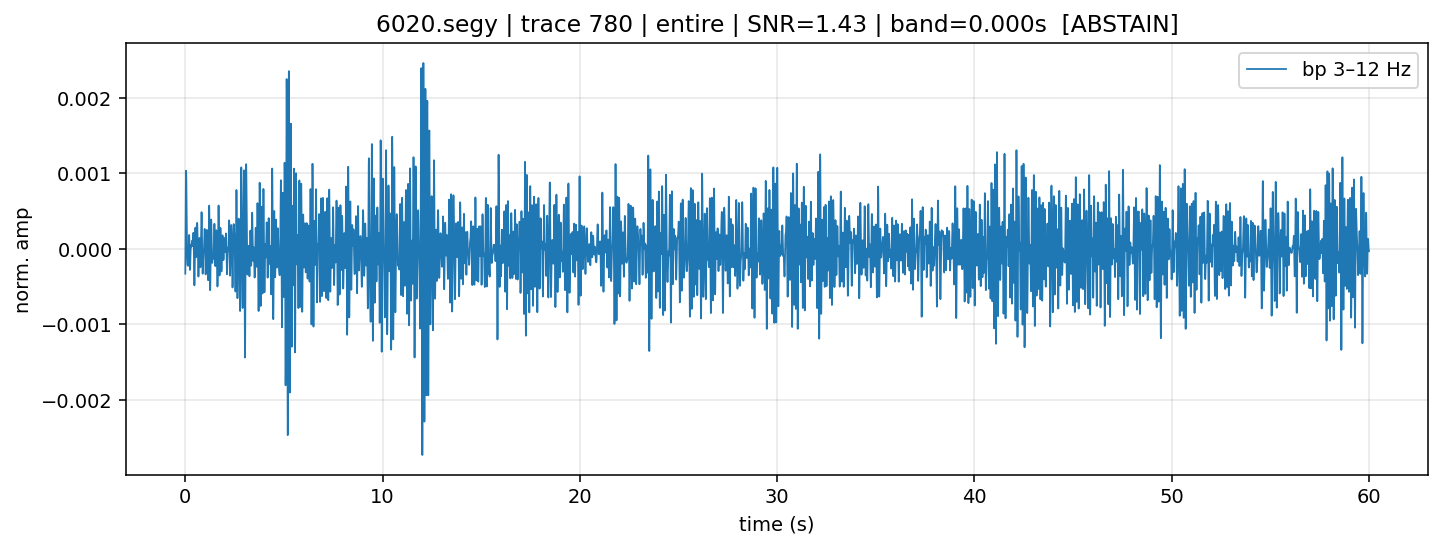 6020.segy | trace 780 | entire | SNR=1.43 | band=0.000s  [ABSTAIN]
bp 3–12 Hz
norm. amp
0.002
0.001
0.000
−0.001
−0.002
0 10 20 30 40 50 60
time (s)